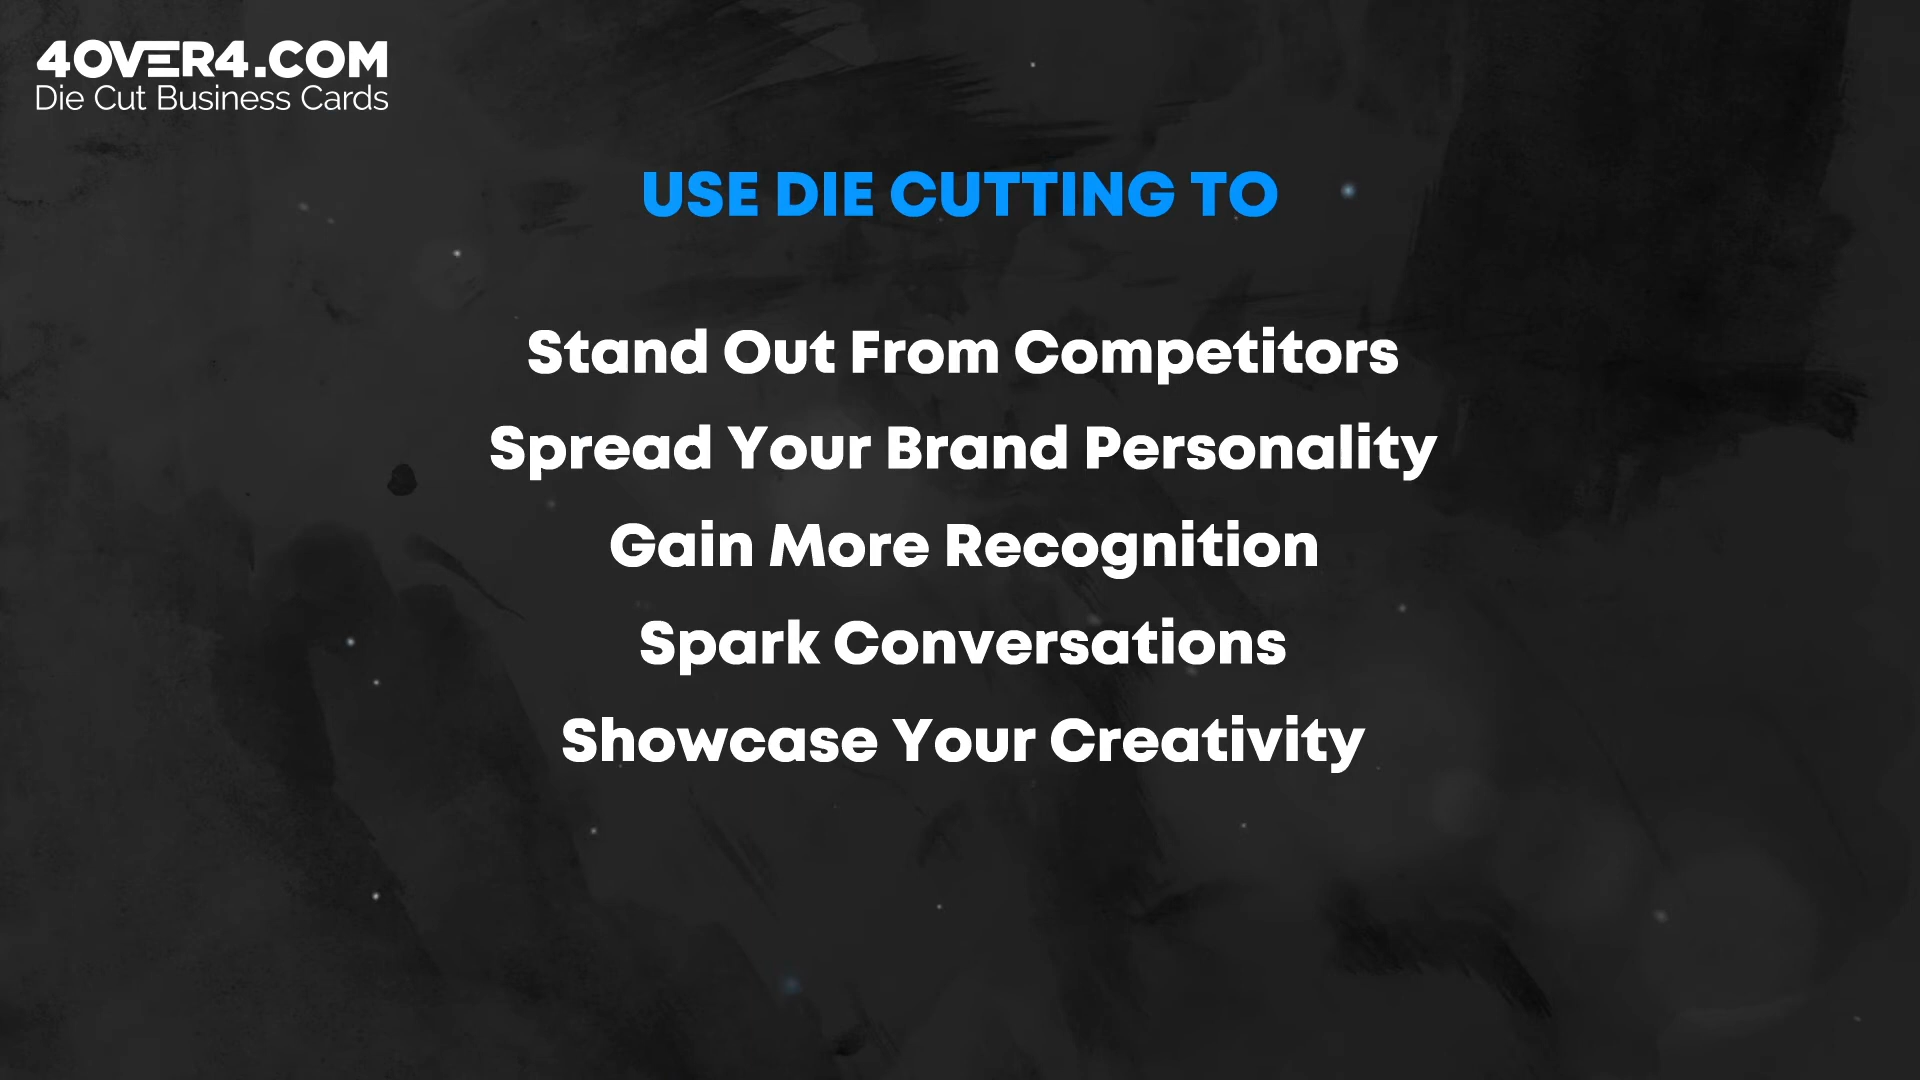 4OVER4.COM
Die Cut Business Cards
USE DIE CUTTING TO
Stand Out From Competitors
Spread Your Brand Personality
Gain More Recognition
Spark Conversations
Showcase Your Creativity